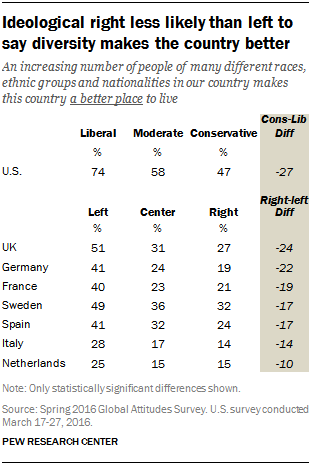 Ideological right less likely than left to
say diversity makes the country better
An increasing number of people of many different races,
ethnic groups and nationalities in our country makes
this country a better place to live
Cons-Lib
Liberal Moderate Conservative Diff
% % %
U.S. 74 58 47 -27
Right-left
Left Center Right Diff
% % %
UK 51 31 27 -24
Germany 41 24 19 -22
France 40 23 21 -19
Sweden 49 36 32 -17
Spain 41 32 24 -17
Italy 28 17 14 -14
Netherlands 25 15 15 -10
Note: Only statistically significant differences shown.
Source: Spring 2016 Global Attitudes Survey. U.S. survey conducted
March 17-27, 2016.
PEW RESEARCH CENTER